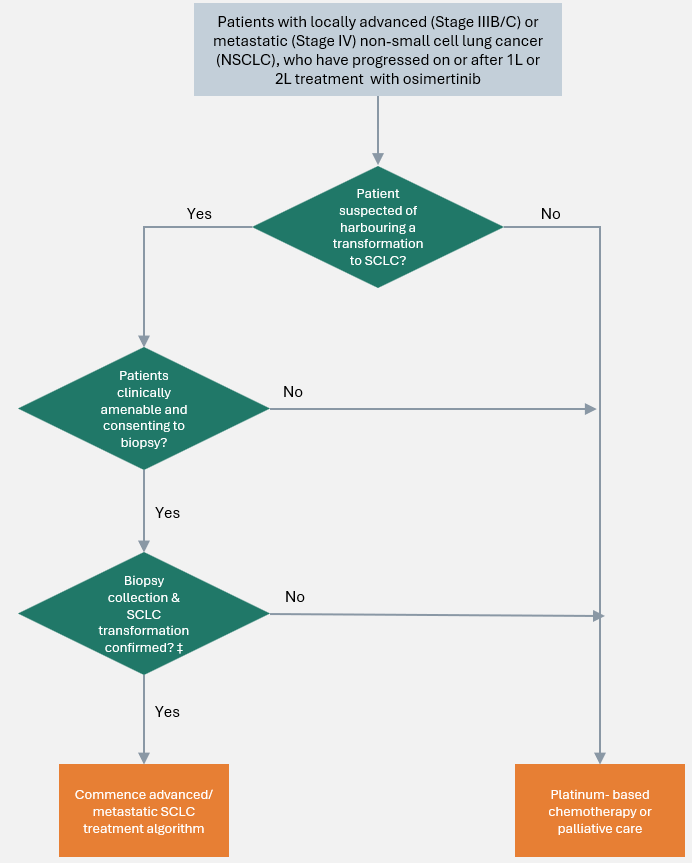 Patients with locally advanced (Stage IIIB/C) or
metastatic (Stage IV) non-small cell lung cancer
(NSCLC), who have progressed on or after 1L or
2L treatment with osimertinib
Patient
suspected of
harbouring a
transformation
to SCLC?
Yes
No
Patients
clinically
amenable and
consenting to
biopsy?
No
Yes
Biopsy
collection &
SCLC
transformation
confirmed? ‡
No
Yes
Commence advanced/
metastatic SCLC
treatment algorithm
Platinum- based
chemotherapy or
palliative care